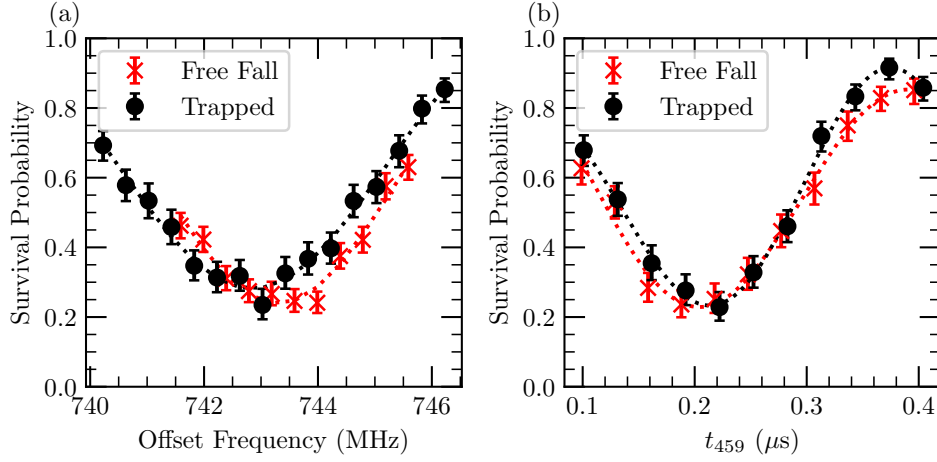 (a)
Survival Probability
1.0
0.8
0.6
0.4
0.2
0.0
Free Fall
Trapped
740
742
744
746
Offset Frequency (MHz)
(b)
Survival Probability
1.0
0.8
0.6
0.4
0.2
0.0
Free Fall
Trapped
0.1
0.2
0.3
0.4
t459 (μs)